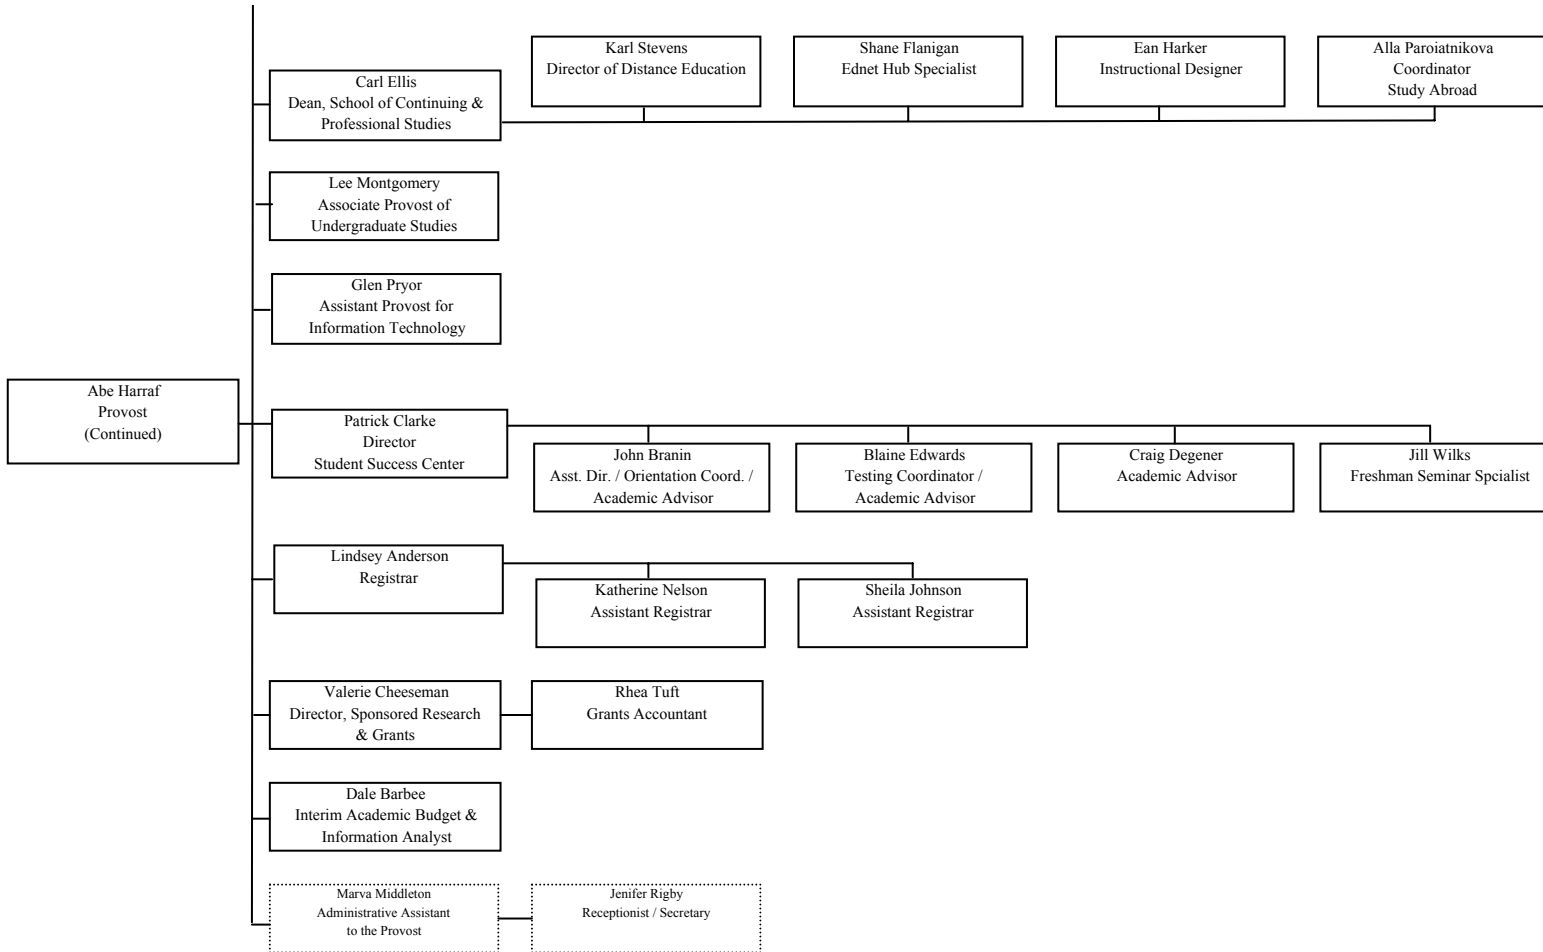 Karl Stevens
Director of Distance Education
Shane Flanigan
Ednet Hub Specialist
Ean Harker
Instructional Designer
Alla Paroiatnikova
Coordinator
Study Abroad
Carl Ellis
Dean, School of Continuing &
Professional Studies
Lee Montgomery
Associate Provost of
Undergraduate Studies
Glen Pryor
Assistant Provost for
Information Technology
Abe Harraf
Provost
(Continued)
Patrick Clarke
Director
Student Success Center
John Branin
Asst. Dir. / Orientation Coord. /
Academic Advisor
Blaine Edwards
Testing Coordinator /
Academic Advisor
Craig Degener
Academic Advisor
Jill Wilks
Freshman Seminar Spcialist
Lindsey Anderson
Registrar
Katherine Nelson
Assistant Registrar
Sheila Johnson
Assistant Registrar
Valerie Cheeseman
Director, Sponsored Research
& Grants
Rhea Tuft
Grants Accountant
Dale Barbee
Interim Academic Budget &
Information Analyst
Marva Middleton
Administrative Assistant
to the Provost
Jenifer Rigby
Receptionist / Secretary